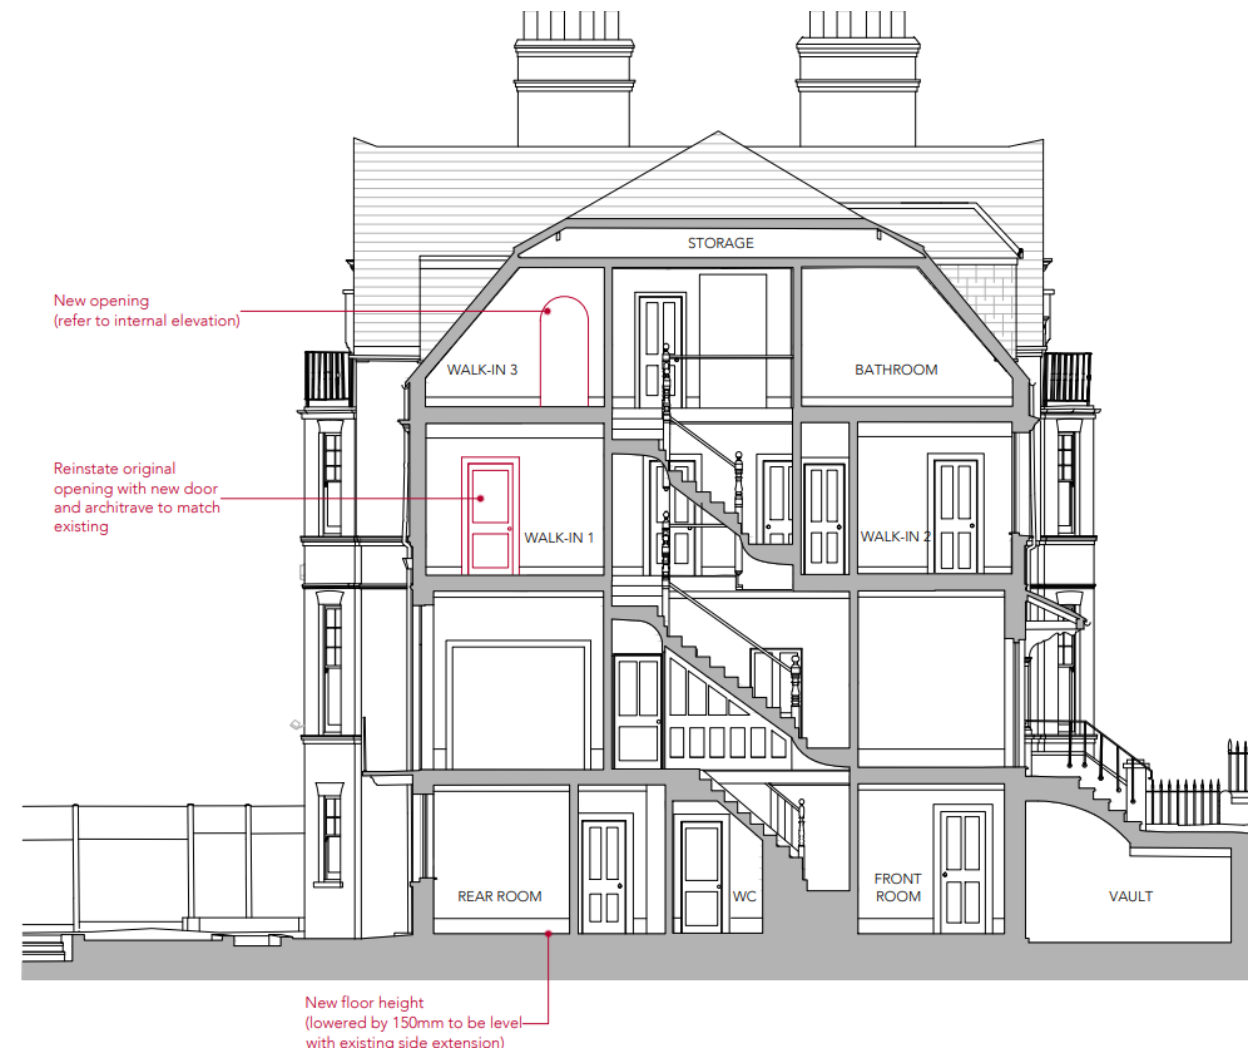 STORAGE
New opening
(refer to internal elevation)
WALK-IN 3
BATHROOM
Reinstate original
opening with new door
and architrave to match
existing
WALK-IN 1
WALK-IN 2
REAR ROOM
WC
FRONT
ROOM
VAULT
New floor height
(lowered by 150mm to be level
with existing side extension)